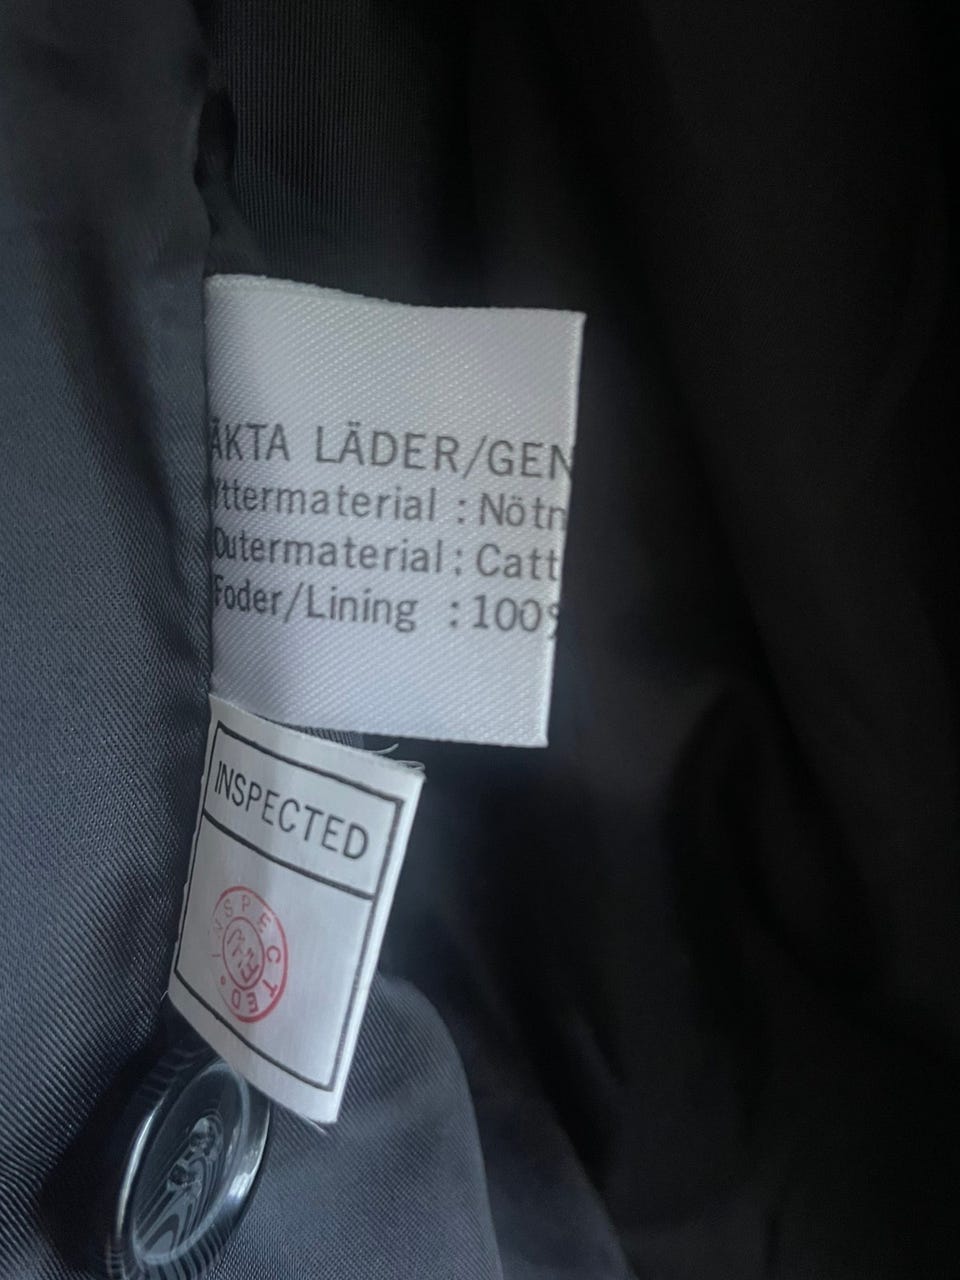 ÄKTA LÄDER/GEN
Yttermaterial : Nötn
Outermaterial : Catt
Foder/Lining : 100%
INSPECTED
INSPECTED